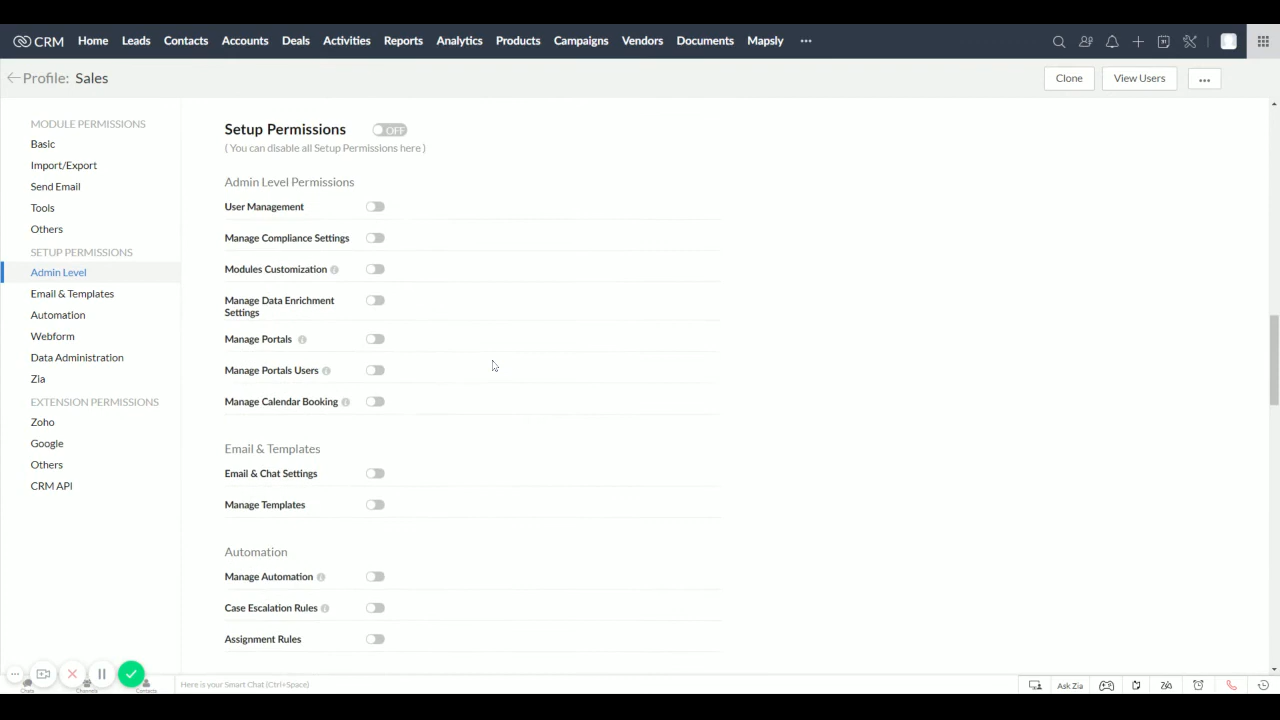 CRM Home Leads Contacts Accounts Deals Activities Reports Analytics Products Campaigns Vendors Documents Mapsly
Profile: Sales
Clone View Users
MODULE PERMISSIONS
Basic
Import/Export
Send Email
Tools
Others
SETUP PERMISSIONS
Admin Level
Email & Templates
Automation
Webform
Data Administration
Zia
EXTENSION PERMISSIONS
Zoho
Google
Others
CRM API
Setup Permissions OFF
( You can disable all Setup Permissions here )
Admin Level Permissions
User Management
Manage Compliance Settings
Modules Customization
Manage Data Enrichment
Settings
Manage Portals
Manage Portals Users
Manage Calendar Booking
Email & Templates
Email & Chat Settings
Manage Templates
Automation
Manage Automation
Case Escalation Rules
Assignment Rules
Chats Channels Contacts
Here is your Smart Chat (Ctrl+Space)
Ask Zia